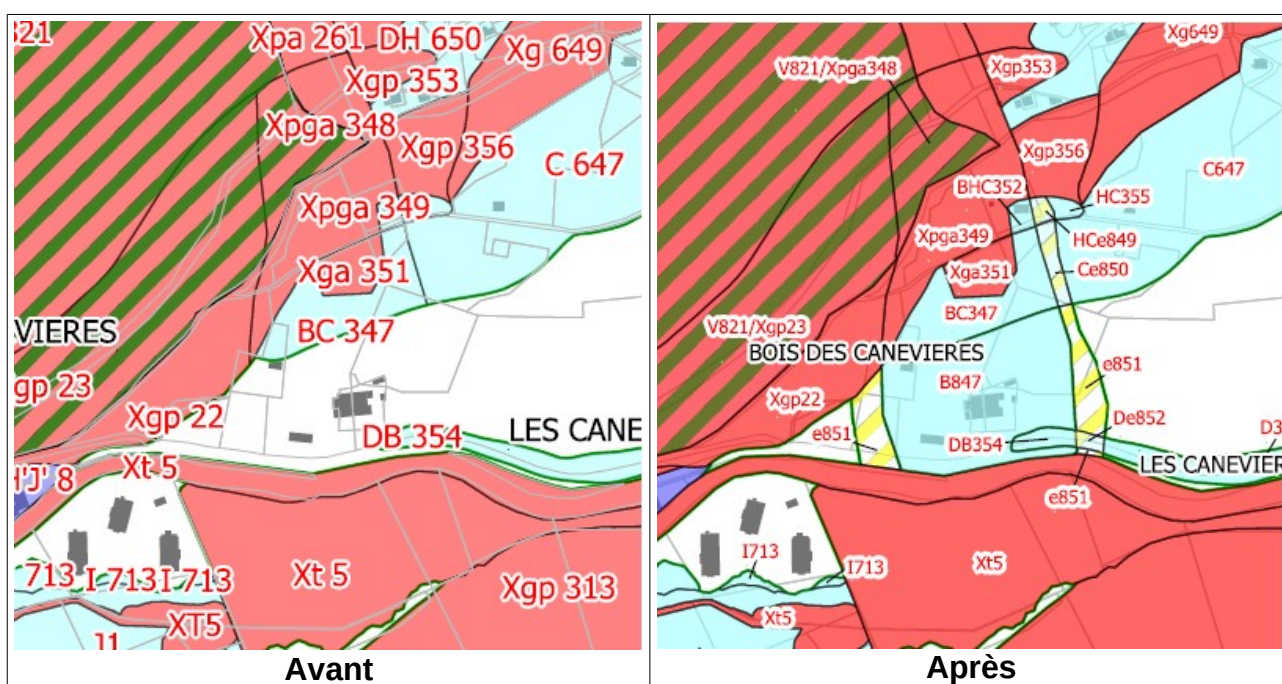 321
Xpa 261
DH 650
Xg 649
Xgp 353
Xpga 348
Xgp 356
C 647
Xpga 349
Xga 351
BC 347
VIERES
gp 23
Xgp 22
DB 354
LES CANE
H'J' 8
Xt 5
713
I 713
I 713
Xt 5
Xgp 313
XT5
J1
Avant
Xg649
V821/Xpga348
Xgp353
Xgp356
C647
BHC352
HC355
Xpga349
HCe849
Xga351
Ce850
BC347
V821/Xgp23
BOIS DES CANEVIERES
e851
B847
Xgp22
De852
e851
DB354
D3
LES CANEVIER
e851
I713
I713
Xt5
Xt5
Après